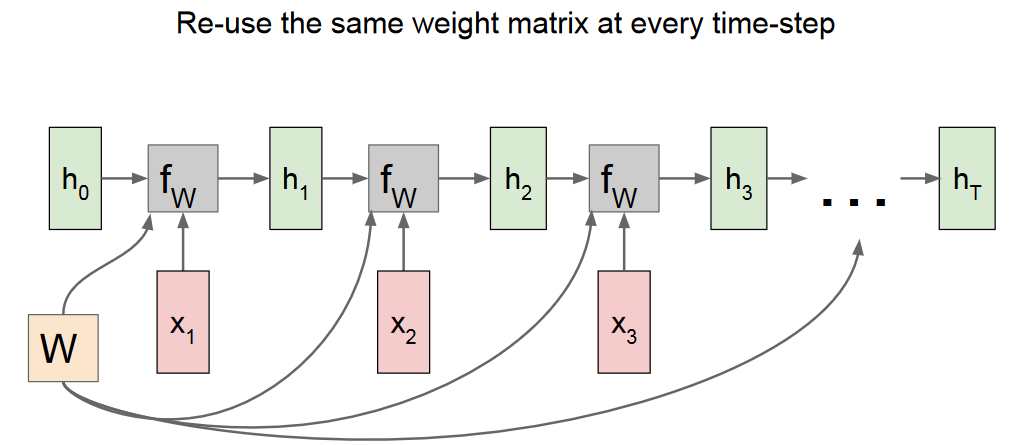 Re-use the same weight matrix at every time-step
h0 fW h1 fW h2 fW h3 ... hT
x1 x2 x3
W